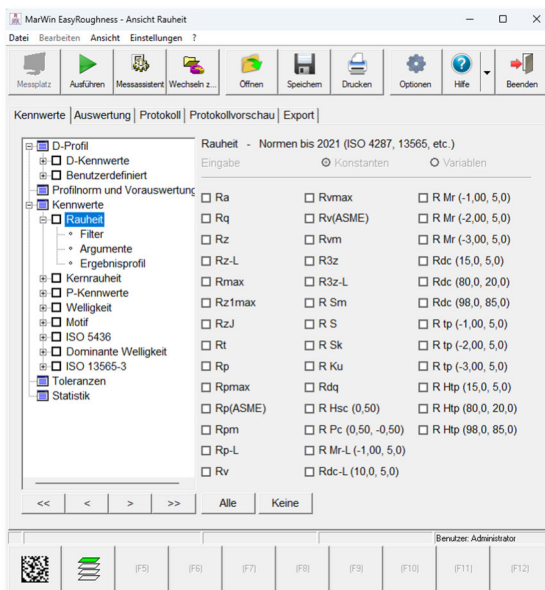 MarWin EasyRoughness - Ansicht Rauheit
Datei Bearbeiten Ansicht Einstellungen ?
Messplatz Ausführen Messassistent Wechseln z... Öffnen Speichern Drucken Optionen Hilfe Beenden
Kennwerte Auswertung Protokoll Protokollvorschau Export
D-Profil
D-Kennwerte
Benutzerdefiniert
Profilnorm und Vorauswertung
Kennwerte
Rauheit
Filter
Argumente
Ergebnisprofil
Kernrauheit
P-Kennwerte
Welligkeit
Motif
ISO 5436
Dominante Welligkeit
ISO 13565-3
Toleranzen
Statistik
Rauheit - Normen bis 2021 (ISO 4287, 13565, etc.)
Eingabe Konstanten Variablen
Ra Rvmax R Mr (-1,00, 5,0)
Rq Rv(ASME) R Mr (-2,00, 5,0)
Rz Rvm R Mr (-3,00, 5,0)
Rz-L R3z Rdc (15,0, 5,0)
Rmax R3z-L Rdc (80,0, 20,0)
Rz1max R Sm Rdc (98,0, 85,0)
RzJ R S R tp (-1,00, 5,0)
Rt R Sk R tp (-2,00, 5,0)
Rp R Ku R tp (-3,00, 5,0)
Rpmax Rdq R Htp (15,0, 5,0)
Rp(ASME) R Hsc (0,50) R Htp (80,0, 20,0)
Rpm R Pc (0,50, -0,50) R Htp (98,0, 85,0)
Rp-L R Mr-L (-1,00, 5,0)
Rv Rdc-L (10,0, 5,0)
<< < > >> Alle Keine
Benutzer: Administrator
(F5) (F6) (F7) (F8) (F9) (F10) (F11) (F12)